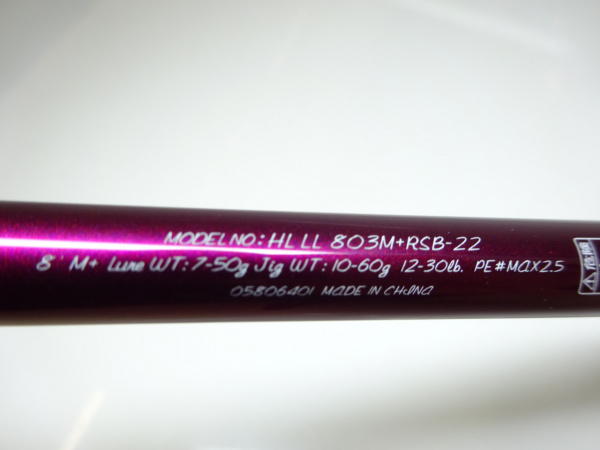 MODEL NO: HL LL 803M+RSB-22
8' M+ Lure WT: 7-50g Jig WT: 10-60g 12-30lb. PE#MAX2.5
05806401 MADE IN CHINA